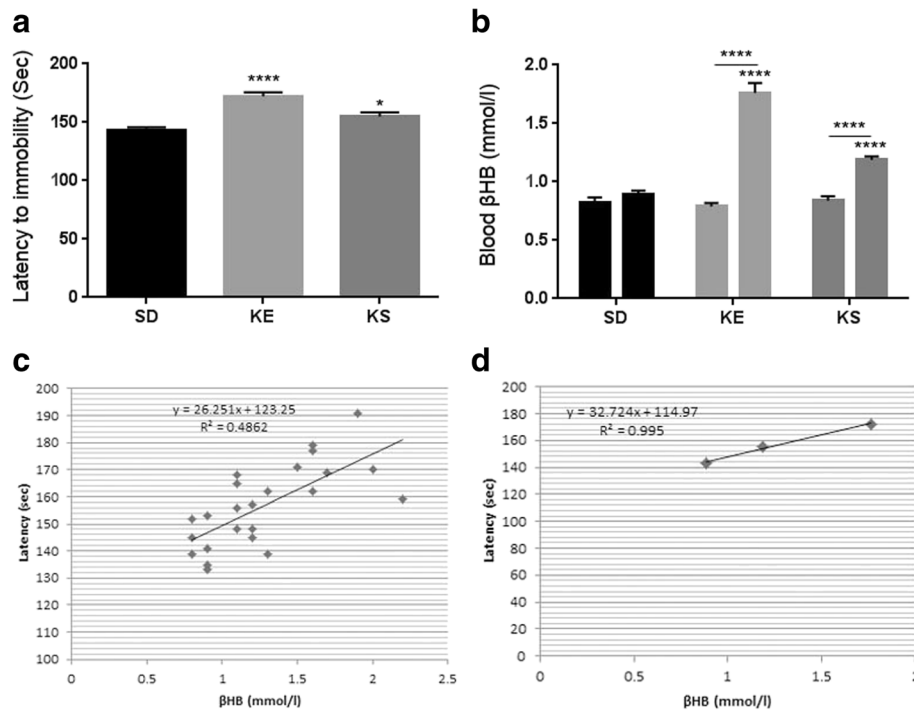 a
Latency to immobility (Sec)
200
150
100
50
0
****
*
SD
KE
KS
b
Blood βHB (mmol/l)
2.0
1.5
1.0
0.5
0.0
****
****
****
****
SD
KE
KS
c
Latency (sec)
200
190
180
170
160
150
140
130
120
110
100
y = 26.251x + 123.25
R² = 0.4862
0
0.5
1
1.5
2
2.5
βHB (mmol/l)
d
Latency (sec)
200
180
160
140
120
100
80
60
40
20
0
y = 32.724x + 114.97
R² = 0.995
0
0.5
1
1.5
2
βHB (mmol/l)